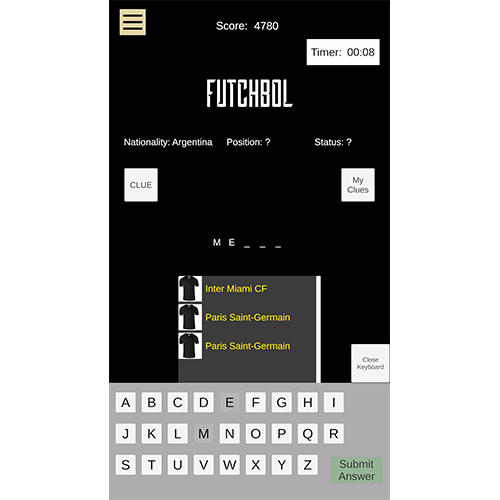 Score: 4780
Timer: 00:08
FUTCHBOL
Nationality: Argentina Position: ? Status: ?
CLUE
My
Clues
M E _ _ _
Inter Miami CF
Paris Saint-Germain
Paris Saint-Germain
Close
Keyboard
A B C D E F G H I
J K L M N O P Q R
S T U V W X Y Z
Submit
Answer